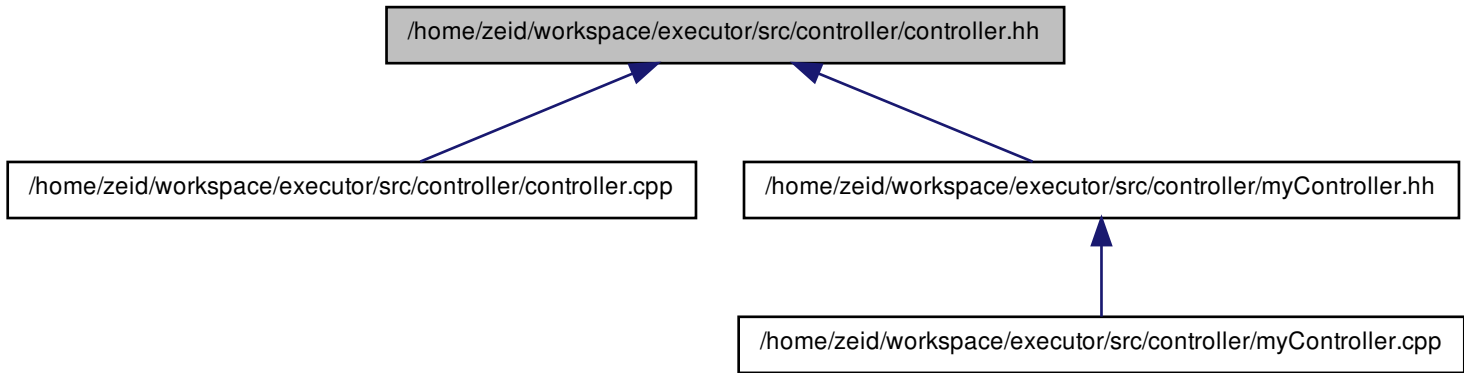 /home/zeid/workspace/executor/src/controller/controller.hh
/home/zeid/workspace/executor/src/controller/controller.cpp
/home/zeid/workspace/executor/src/controller/myController.hh
/home/zeid/workspace/executor/src/controller/myController.cpp